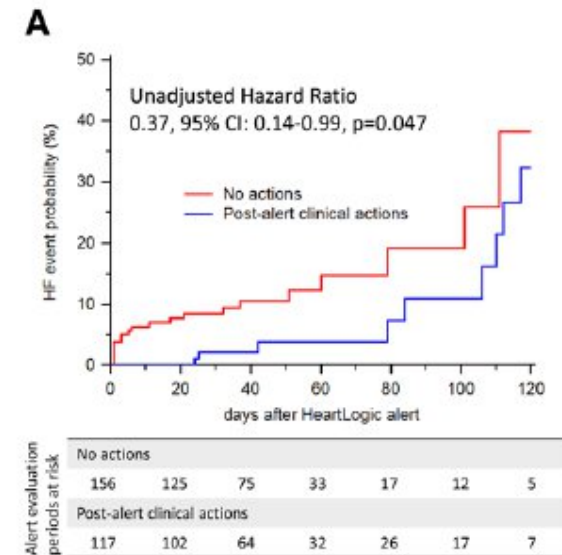 A
Unadjusted Hazard Ratio
0.37, 95% CI: 0.14-0.99, p=0.047
No actions
Post-alert clinical actions
HF event probability (%)
50
40
30
20
10
0
0 20 40 60 80 100 120
days after HeartLogic alert
Alert evaluation
periods at risk
No actions
156 125 75 33 17 12 5
Post-alert clinical actions
117 102 64 32 26 17 7